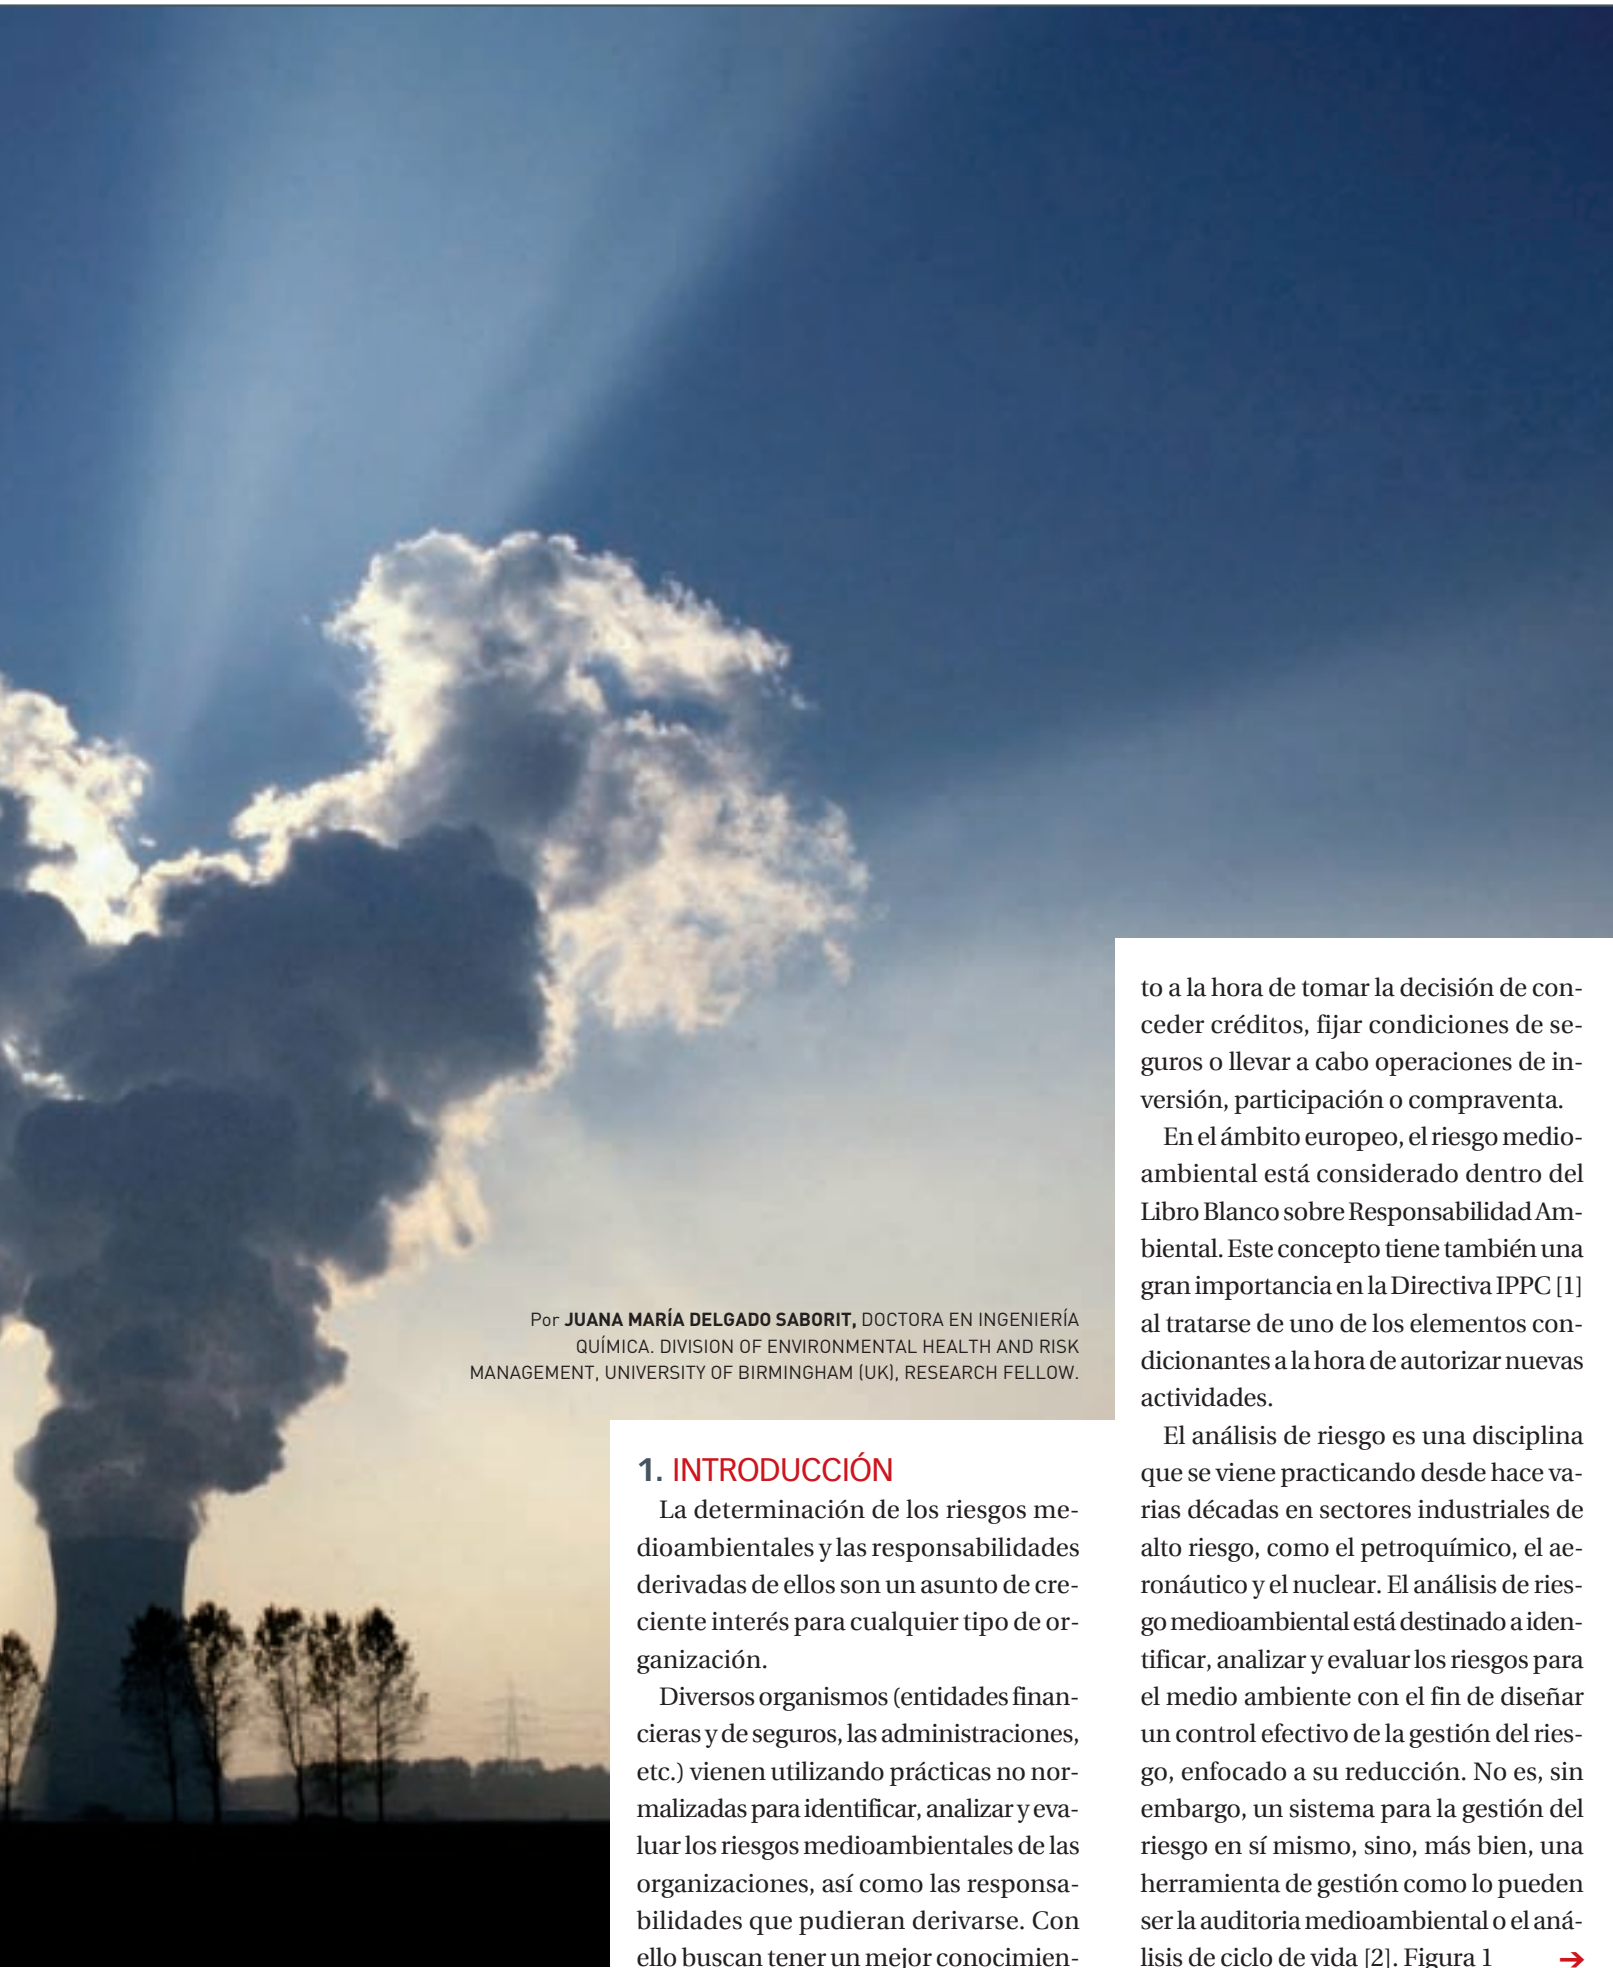 Por JUANA MARÍA DELGADO SABORIT, DOCTORA EN INGENIERÍA
QUÍMICA. DIVISION OF ENVIRONMENTAL HEALTH AND RISK
MANAGEMENT, UNIVERSITY OF BIRMINGHAM (UK), RESEARCH FELLOW.
1. INTRODUCCIÓN
La determinación de los riesgos me-
dioambientales y las responsabilidades
derivadas de ellos son un asunto de cre-
ciente interés para cualquier tipo de or-
ganización.
Diversos organismos (entidades finan-
cieras y de seguros, las administraciones,
etc.) vienen utilizando prácticas no nor-
malizadas para identificar, analizar y eva-
luar los riesgos medioambientales de las
organizaciones, así como las responsa-
bilidades que pudieran derivarse. Con
ello buscan tener un mejor conocimien-
to a la hora de tomar la decisión de con-
ceder créditos, fijar condiciones de se-
guros o llevar a cabo operaciones de in-
versión, participación o compraventa.
En el ámbito europeo, el riesgo medio-
ambiental está considerado dentro del
Libro Blanco sobre Responsabilidad Am-
biental. Este concepto tiene también una
gran importancia en la Directiva IPPC [1]
al tratarse de uno de los elementos con-
dicionantes a la hora de autorizar nuevas
actividades.
El análisis de riesgo es una disciplina
que se viene practicando desde hace va-
rias décadas en sectores industriales de
alto riesgo, como el petroquímico, el ae-
ronáutico y el nuclear. El análisis de ries-
go medioambiental está destinado a iden-
tificar, analizar y evaluar los riesgos para
el medio ambiente con el fin de diseñar
un control efectivo de la gestión del ries-
go, enfocado a su reducción. No es, sin
embargo, un sistema para la gestión del
riesgo en sí mismo, sino, más bien, una
herramienta de gestión como lo pueden
ser la auditoria medioambiental o el aná-
lisis de ciclo de vida [2]. Figura 1 ➔